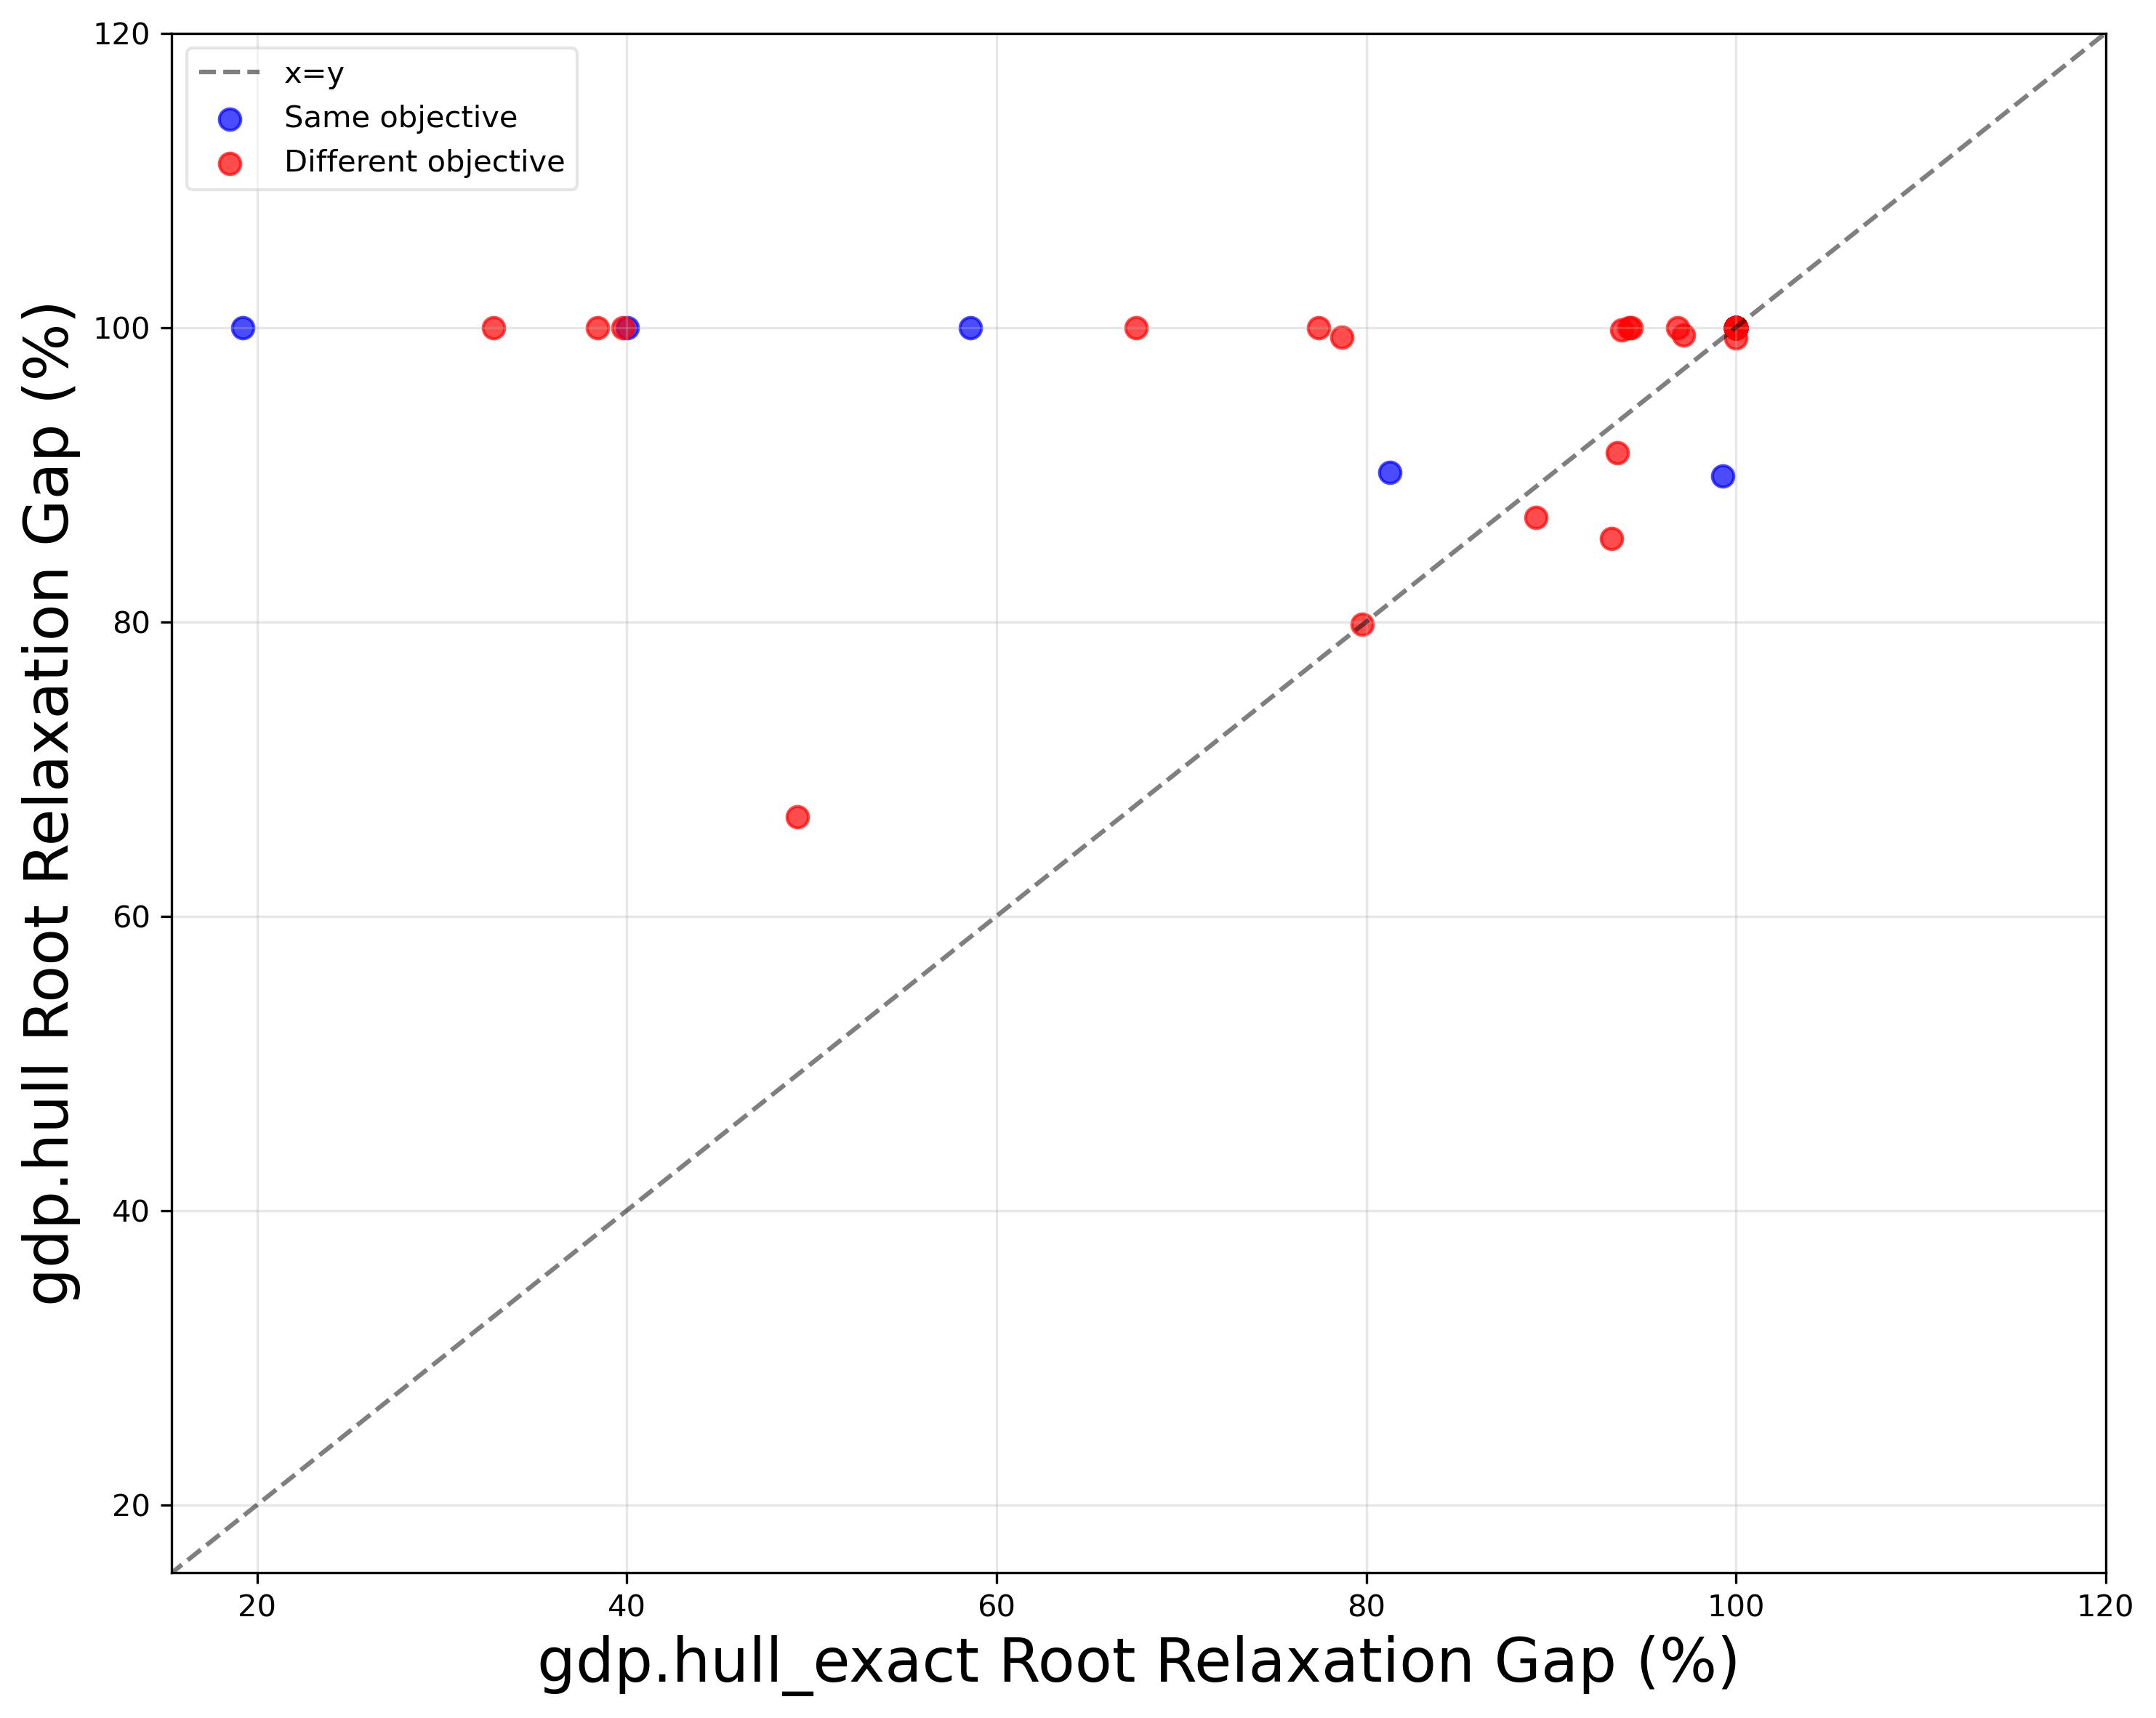 120
100
80
60
40
20
gdp.hull Root Relaxation Gap (%)
x=y
Same objective
Different objective
20
40
60
80
100
120
gdp.hull_exact Root Relaxation Gap (%)